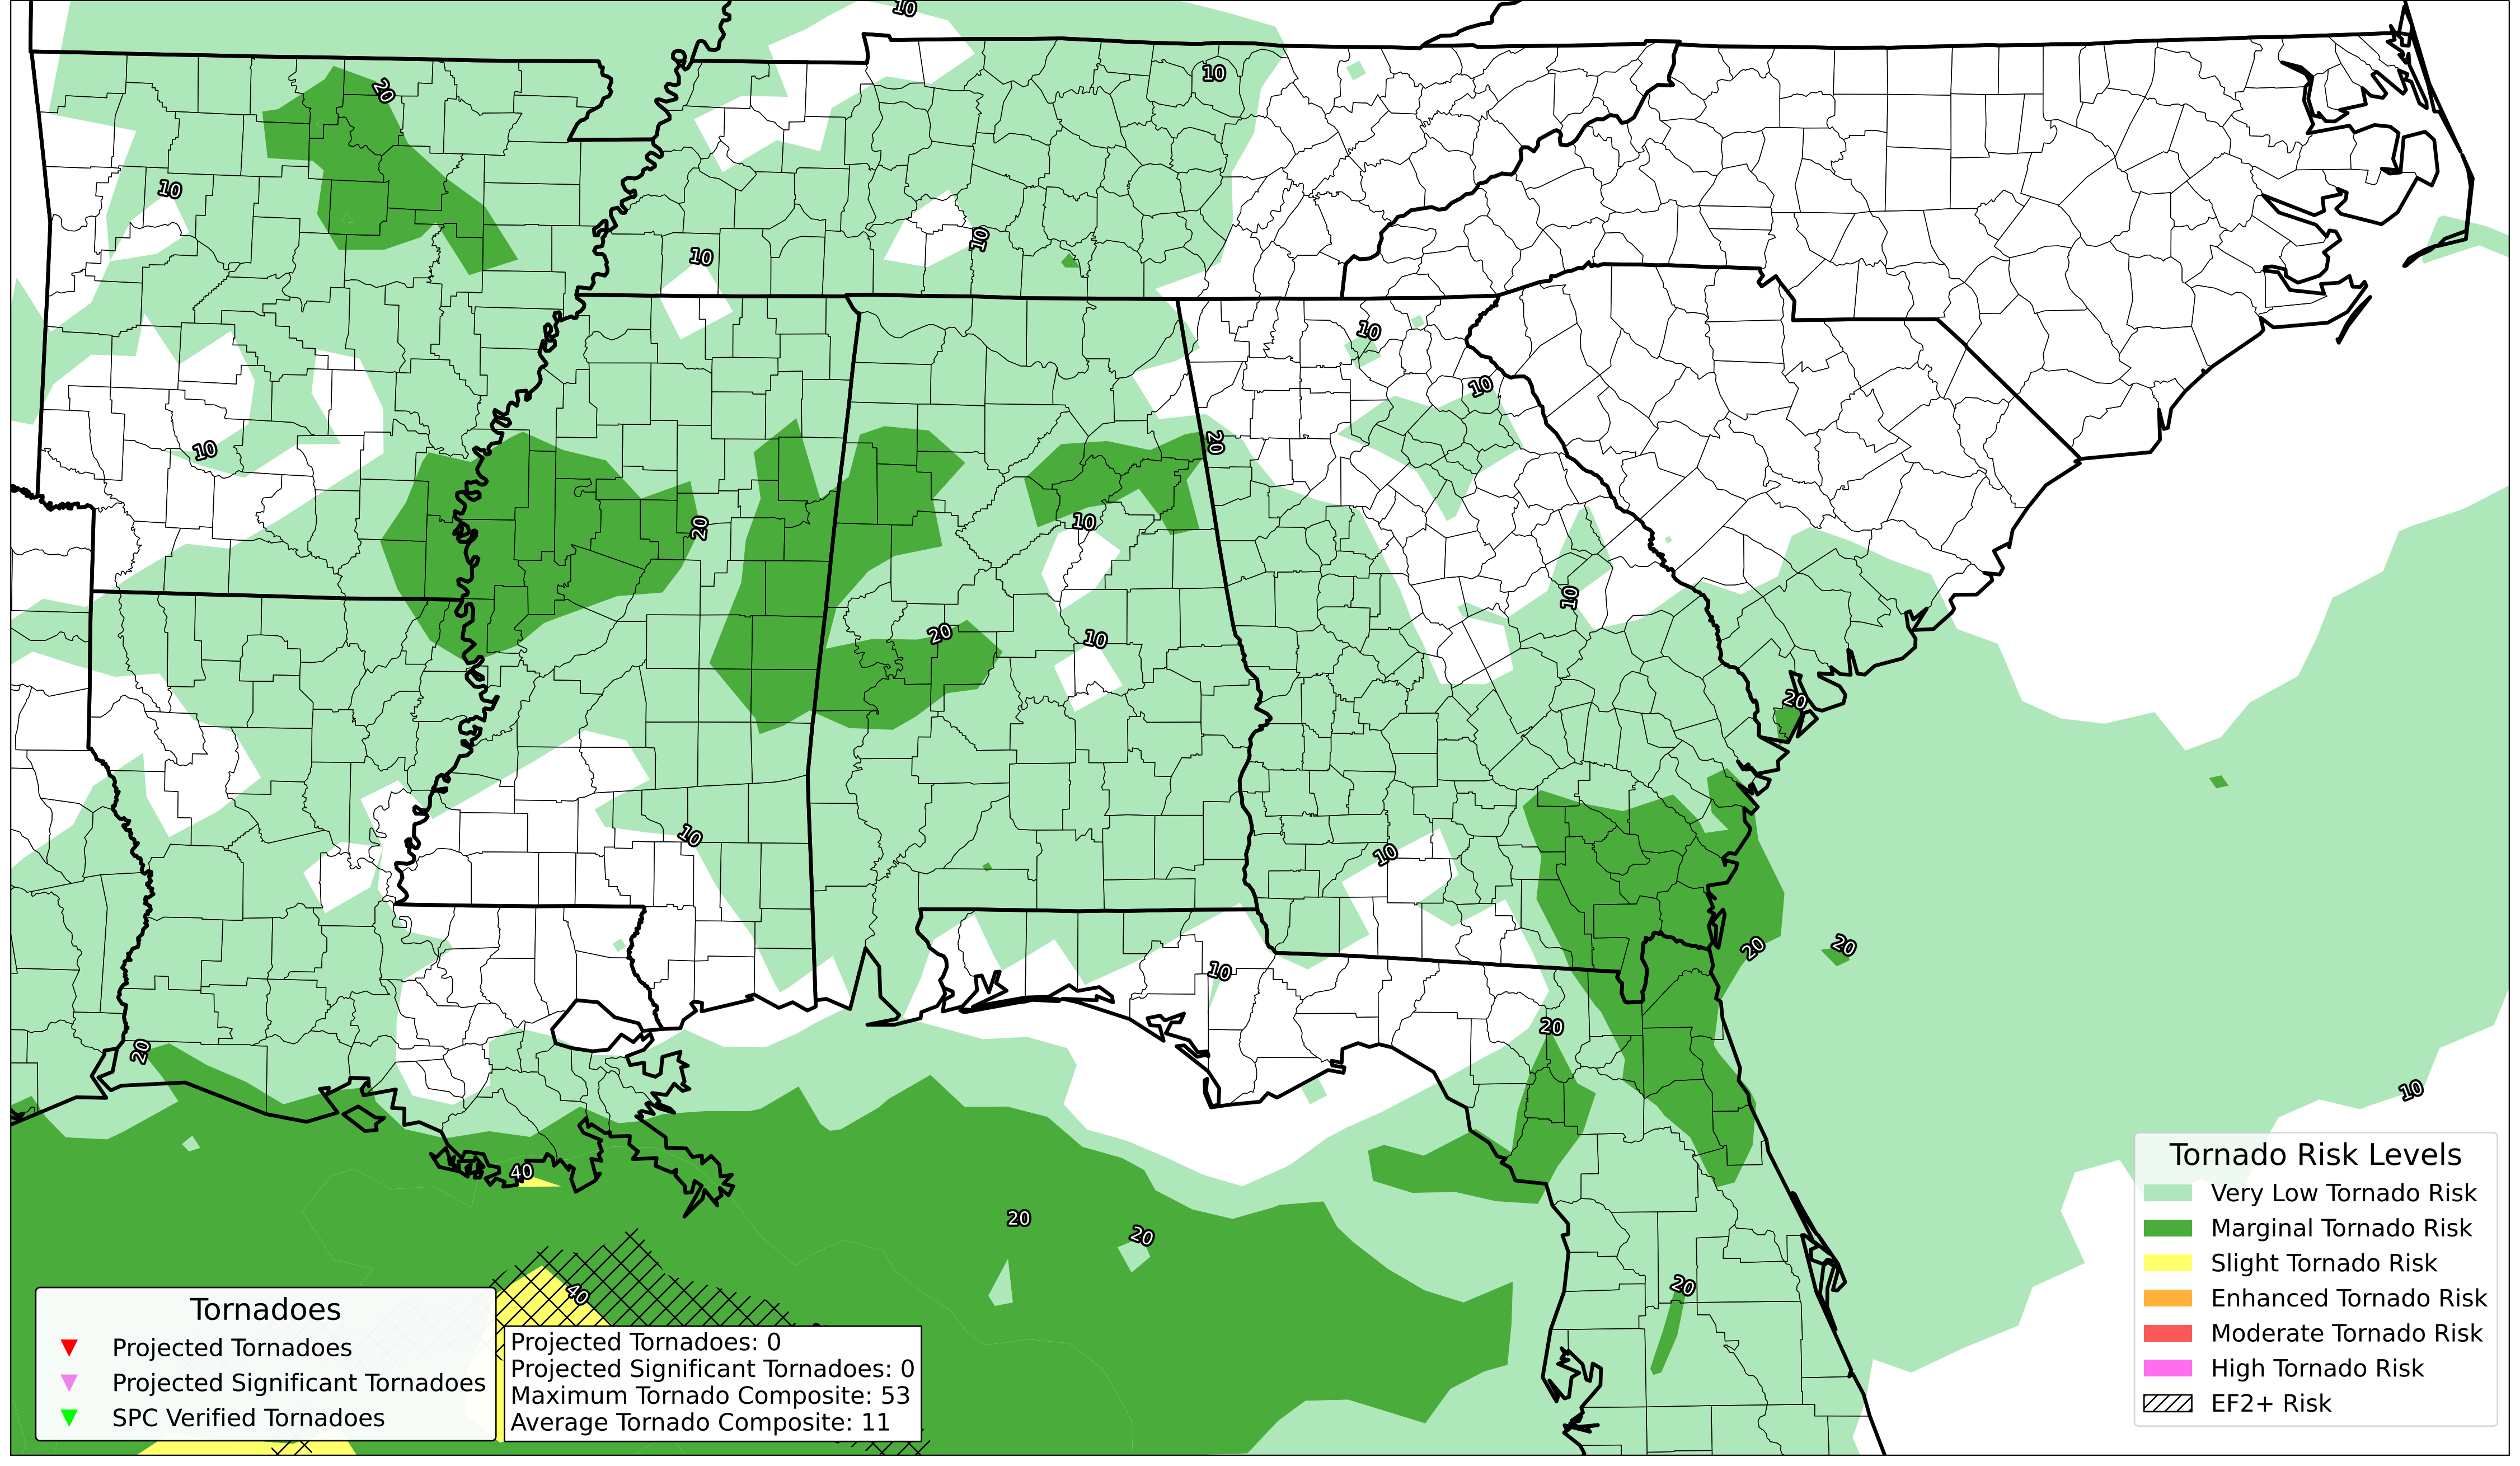 10
20
10
10
10
10
10
10
10
20
10
20
10
10
20
10
20
10
10
20
20
10
20
20
10
40
20
20
20
40
Tornado Risk Levels
Very Low Tornado Risk
Marginal Tornado Risk
Slight Tornado Risk
Enhanced Tornado Risk
Moderate Tornado Risk
High Tornado Risk
EF2+ Risk
Tornadoes
Projected Tornadoes
Projected Significant Tornadoes
SPC Verified Tornadoes
Projected Tornadoes: 0
Projected Significant Tornadoes: 0
Maximum Tornado Composite: 53
Average Tornado Composite: 11